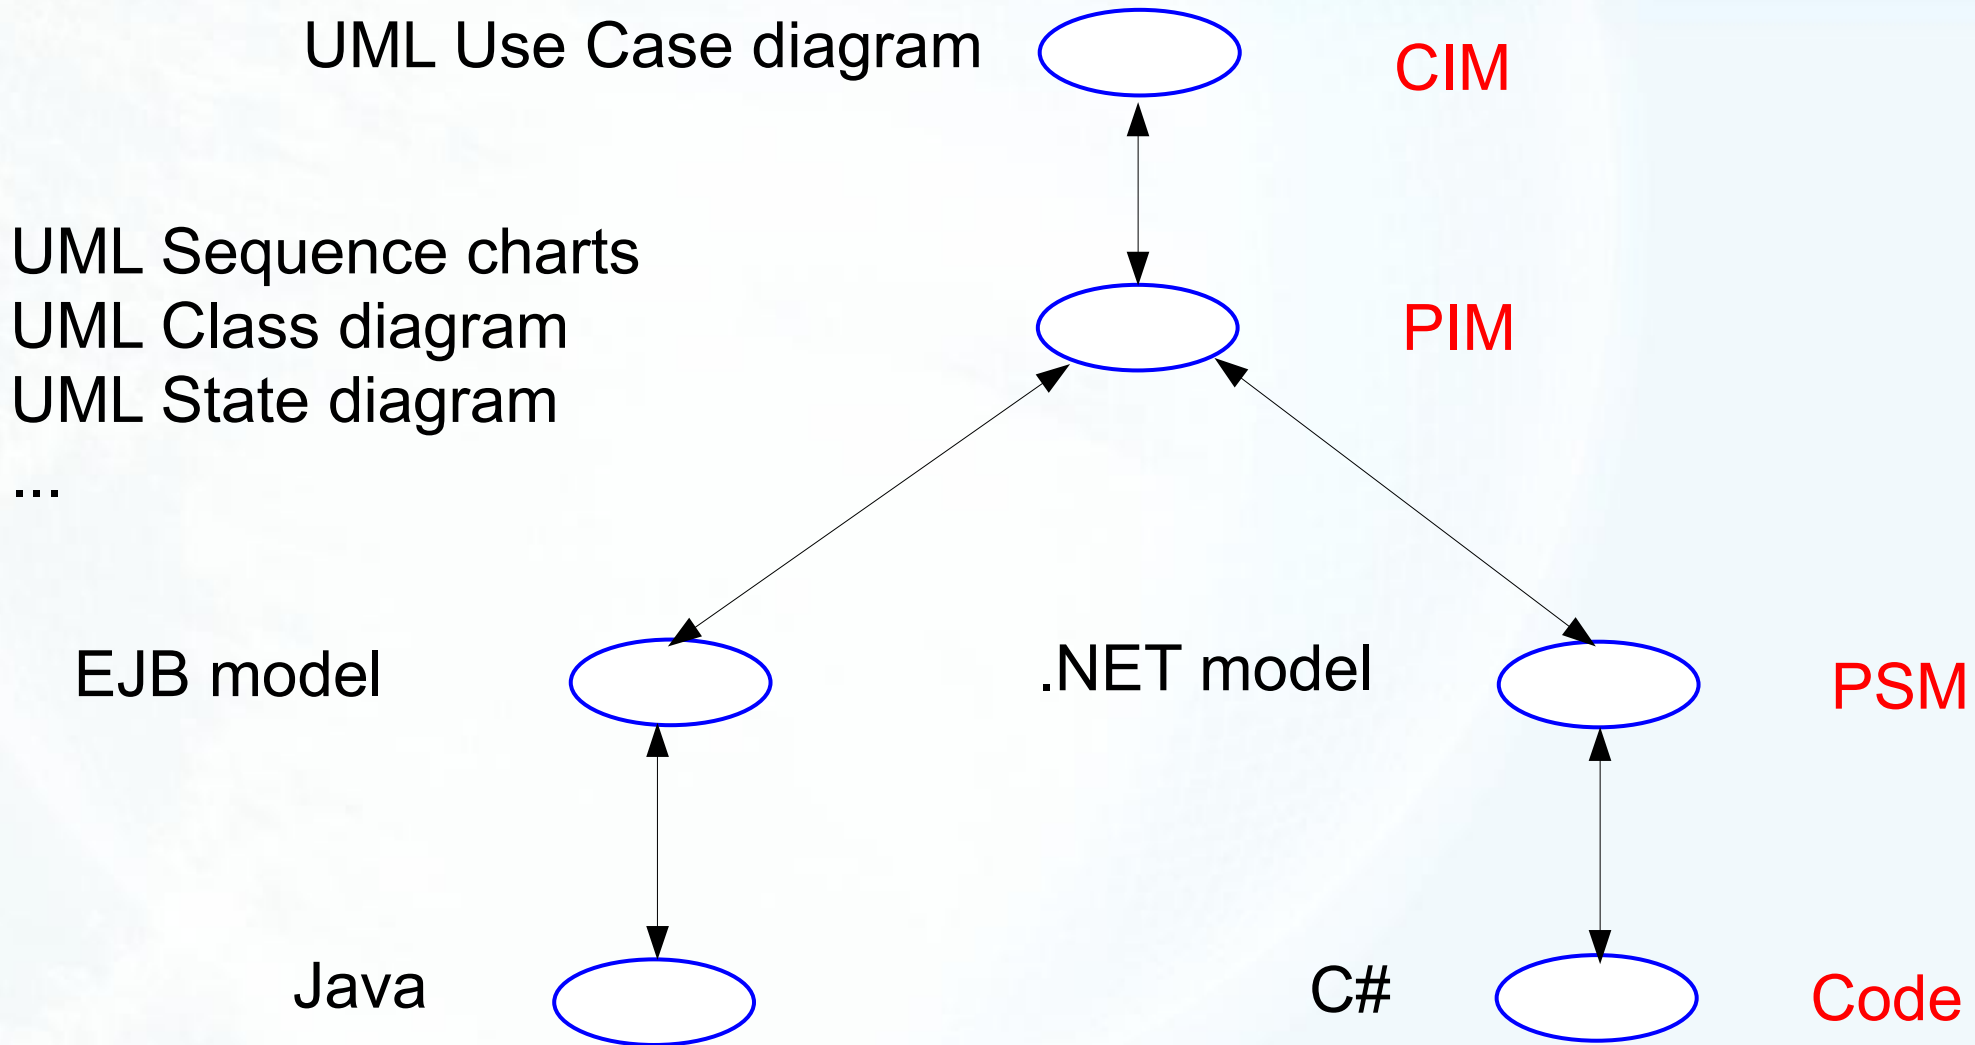 UML Use Case diagram
CIM
UML Sequence charts
UML Class diagram
UML State diagram
...
PIM
EJB model
.NET model
PSM
Java
C#
Code